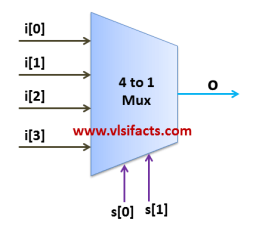 i[0]
i[1]
i[2]
i[3]
4 to 1
Mux
O
www.vlsifacts.com
s[0]
s[1]